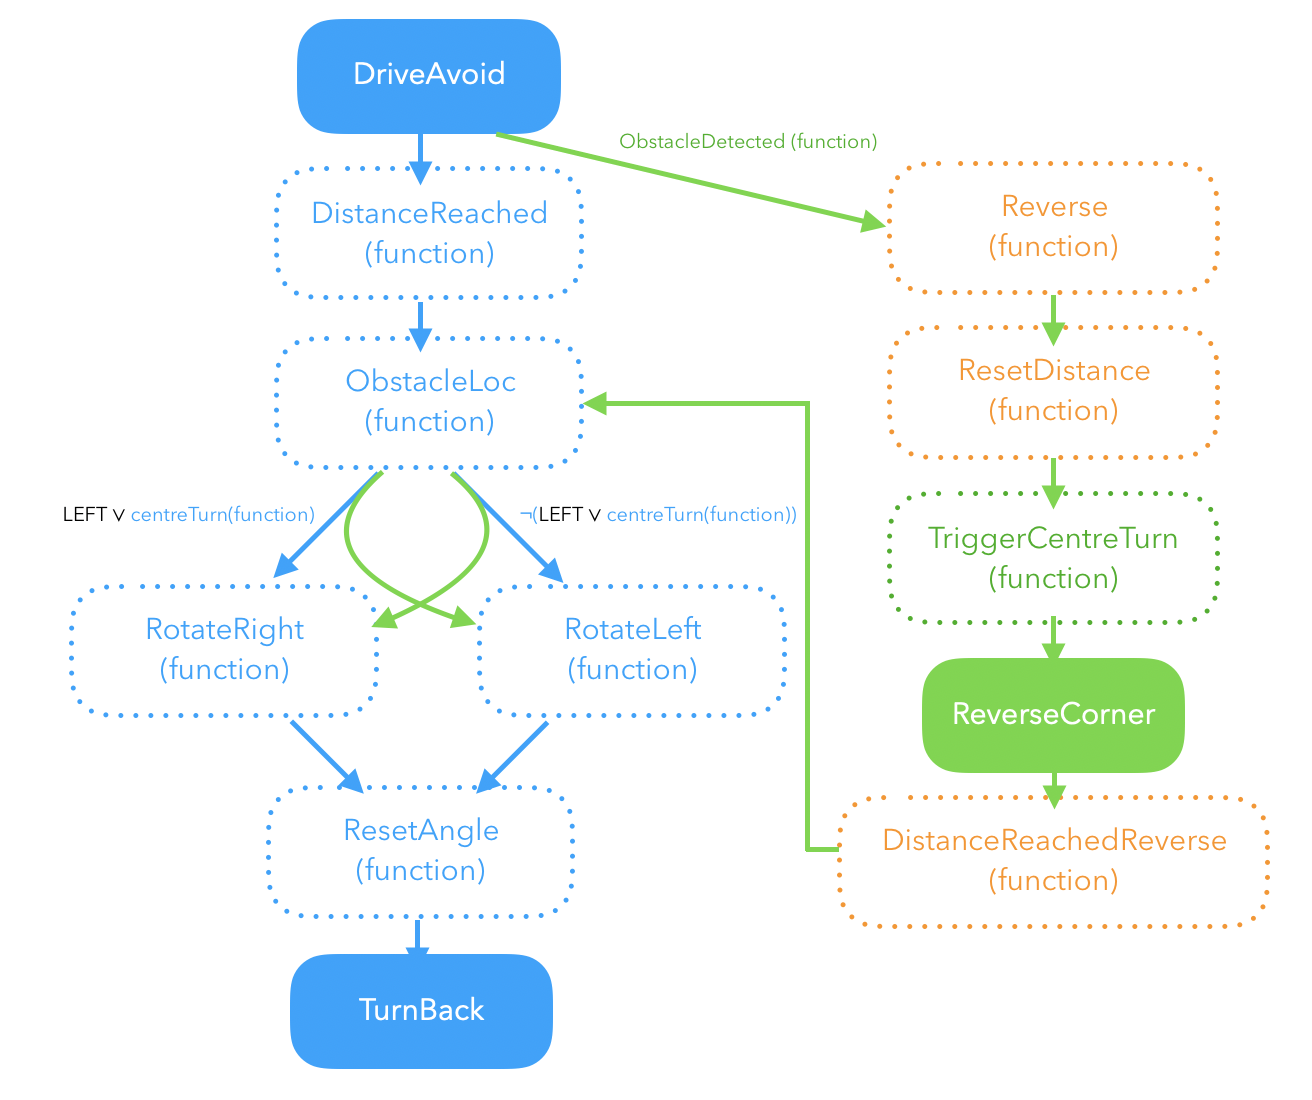 DriveAvoid
ObstacleDetected (function)
DistanceReached
(function)
Reverse
(function)
ObstacleLoc
(function)
ResetDistance
(function)
LEFT ∨ centreTurn(function)
¬(LEFT ∨ centreTurn(function))
TriggerCentreTurn
(function)
RotateRight
(function)
RotateLeft
(function)
ReverseCorner
ResetAngle
(function)
DistanceReachedReverse
(function)
TurnBack